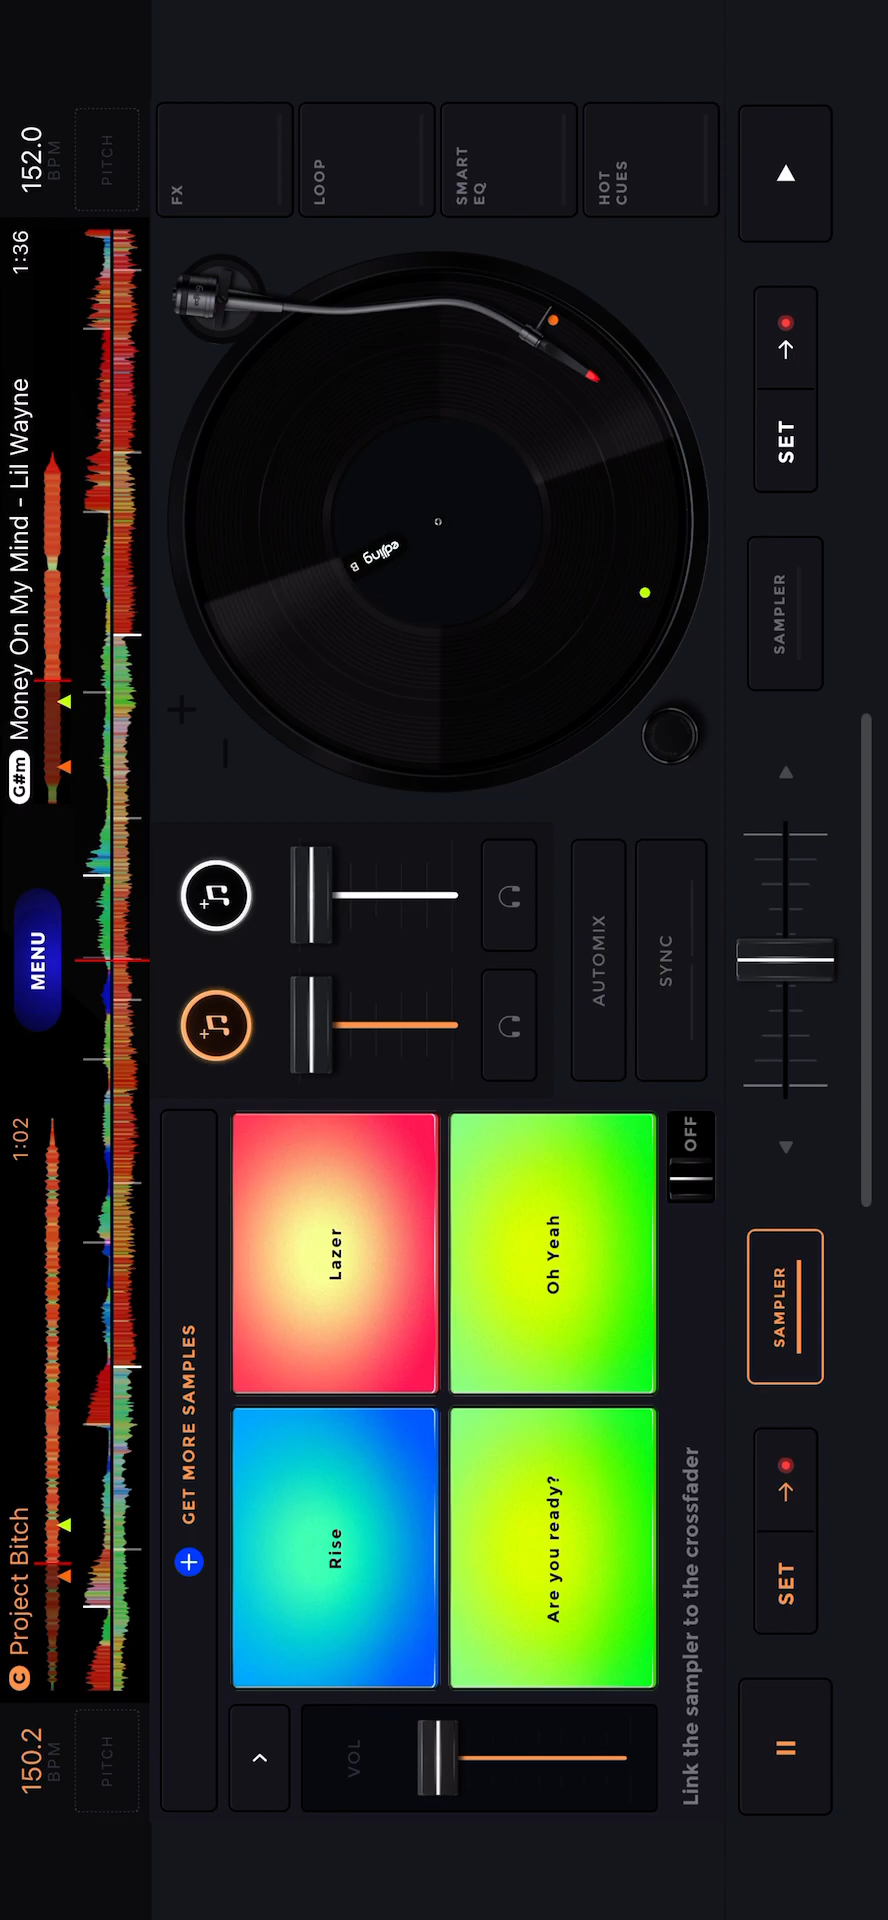 150.2
BPM
PITCH
C Project Bitch
1:02
MENU
G#m Money On My Mind - Lil Wayne
1:36
152.0
BPM
PITCH
GET MORE SAMPLES
VOL
Rise
Lazer
Are you ready?
Oh Yeah
Link the sampler to the crossfader
OFF
AUTOMIX
SYNC
edjing
FX
LOOP
SMART
EQ
HOT
CUES
SET
SAMPLER
SAMPLER
SET